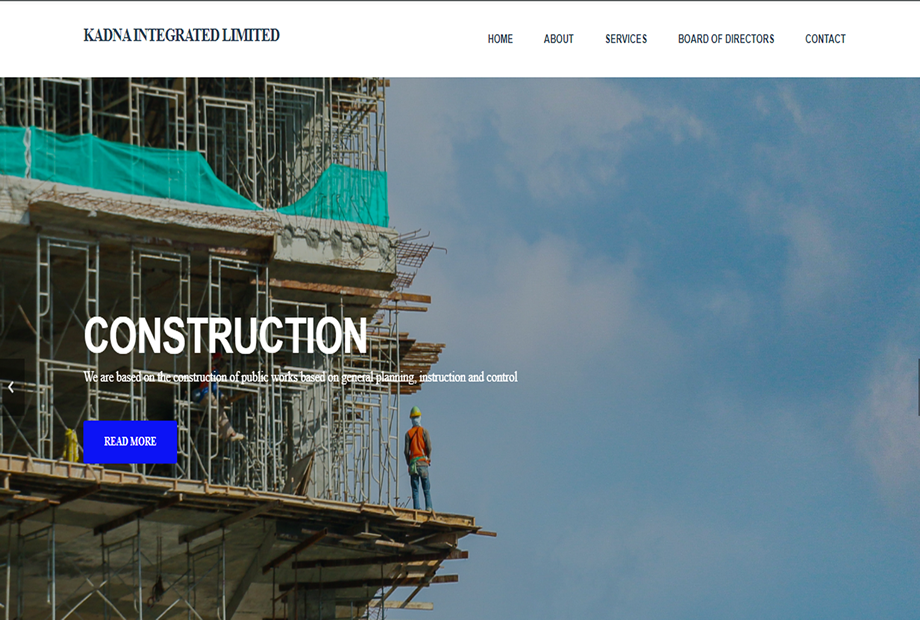 KADNA INTEGRATED LIMITED
HOME ABOUT SERVICES BOARD OF DIRECTORS CONTACT
CONSTRUCTION
We are based on the construction of public works based on general planning, instruction and control
READ MORE